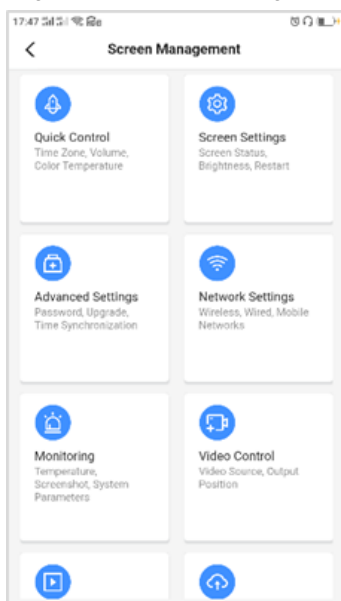 17:47
Screen Management
Quick Control
Time Zone, Volume,
Color Temperature
Screen Settings
Screen Status,
Brightness, Restart
Advanced Settings
Password, Upgrade,
Time Synchronization
Network Settings
Wireless, Wired, Mobile
Networks
Monitoring
Temperature,
Screenshot, System
Parameters
Video Control
Video Source, Output
Position